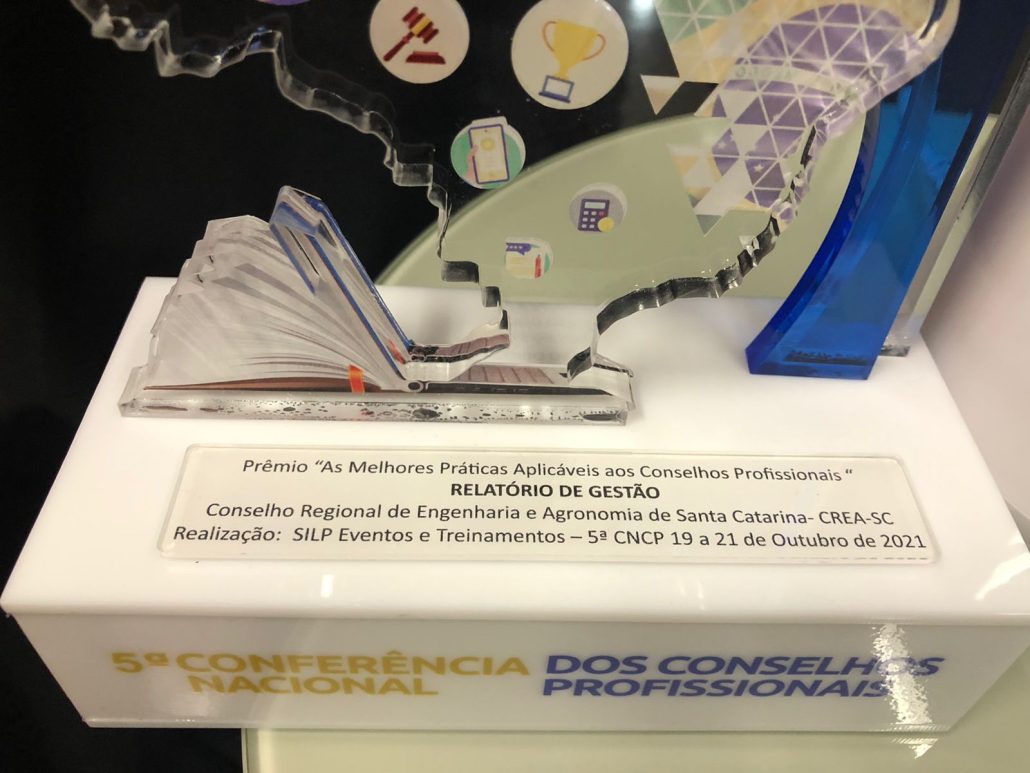 Prêmio “As Melhores Práticas Aplicáveis aos Conselhos Profissionais “
RELATÓRIO DE GESTÃO
Conselho Regional de Engenharia e Agronomia de Santa Catarina- CREA-SC
Realização:  SILP Eventos e Treinamentos – 5ª CNCP 19 a 21 de Outubro de 2021
5ª CONFERÊNCIA DOS CONSELHOS
NACIONAL PROFISSIONAIS